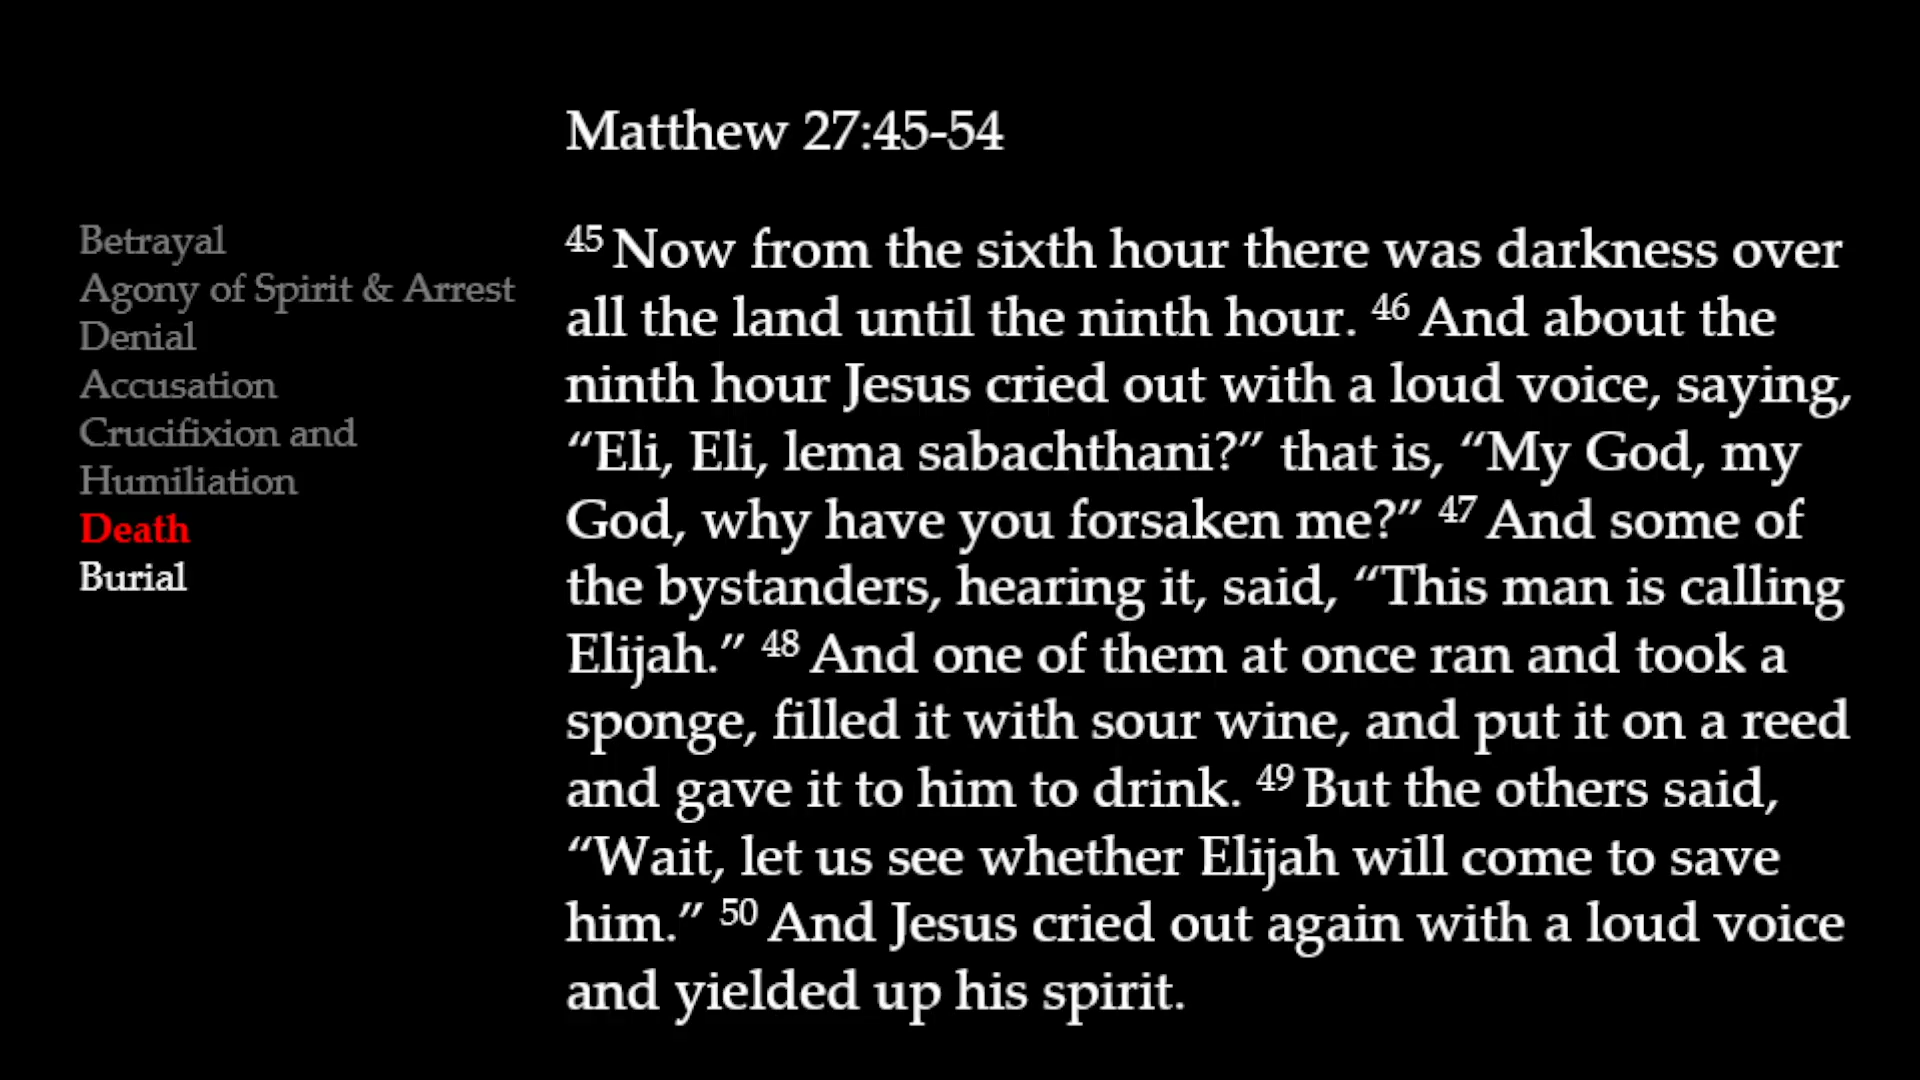 Matthew 27:45-54
Betrayal
Agony of Spirit & Arrest
Denial
Accusation
Crucifixion and
Humiliation
Death
Burial
45 Now from the sixth hour there was darkness over
all the land until the ninth hour. 46 And about the
ninth hour Jesus cried out with a loud voice, saying,
“Eli, Eli, lema sabachthani?” that is, “My God, my
God, why have you forsaken me?” 47 And some of
the bystanders, hearing it, said, “This man is calling
Elijah.” 48 And one of them at once ran and took a
sponge, filled it with sour wine, and put it on a reed
and gave it to him to drink. 49 But the others said,
“Wait, let us see whether Elijah will come to save
him.” 50 And Jesus cried out again with a loud voice
and yielded up his spirit.